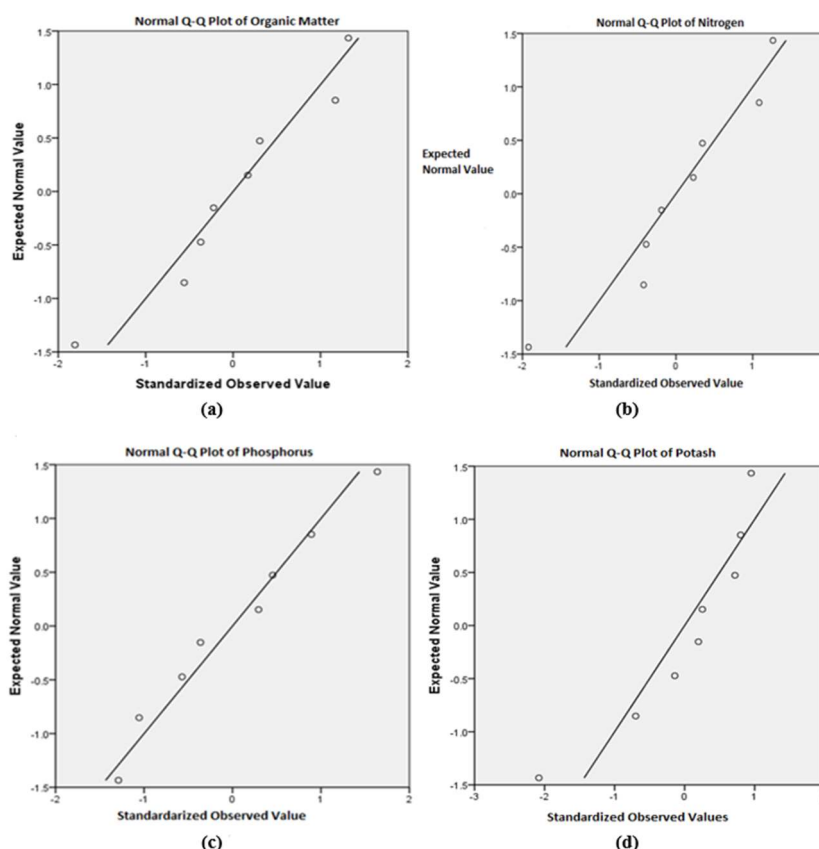 Normal Q-Q Plot of Organic Matter
1.5
1.0
0.5
0.0
-0.5
-1.0
-1.5
Expected Normal Value
-2 -1 0 1 2
Standardized Observed Value
(a)
Normal Q-Q Plot of Nitrogen
1.5
1.0
0.5
0.0
-0.5
-1.0
-1.5
Expected
Normal Value
-2 -1 0 1
Standardized Observed Value
(b)
Normal Q-Q Plot of Phosphorus
1.5
1.0
0.5
0.0
-0.5
-1.0
-1.5
Expected Normal Value
-2 -1 0 1 2
Standardarized Observed Value
(c)
Normal Q-Q Plot of Potash
1.5
1.0
0.5
0.0
-0.5
-1.0
-1.5
Expected Normal Value
-3 -2 -1 0 1
Standardized Observed Values
(d)